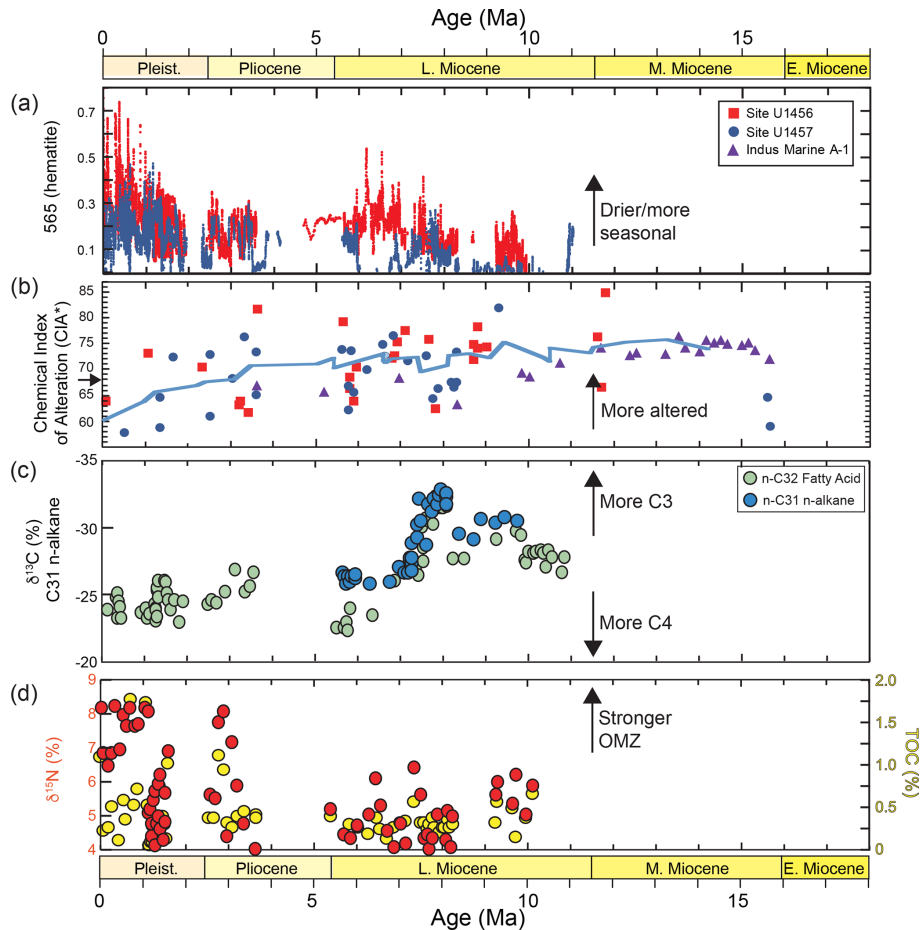 Age (Ma)
0 5 10 15
Pleist. Pliocene L. Miocene M. Miocene E. Miocene
(a)
0.7
0.5
0.3
0.1
565 (hematite)
Site U1456
Site U1457
Indus Marine A-1
Drier/more
seasonal
(b)
85
80
75
70
65
60
Chemical Index
of Alteration (CIA*)
More altered
(c)
-35
-30
-25
-20
δ13C (%)
C31 n-alkane
n-C32 Fatty Acid
n-C31 n-alkane
More C3
More C4
(d)
9
8
7
6
5
4
δ15N (%)
Stronger
OMZ
2.0
1.5
1.0
0.5
0
TOC (%)
Pleist. Pliocene L. Miocene M. Miocene E. Miocene
0 5 10 15
Age (Ma)